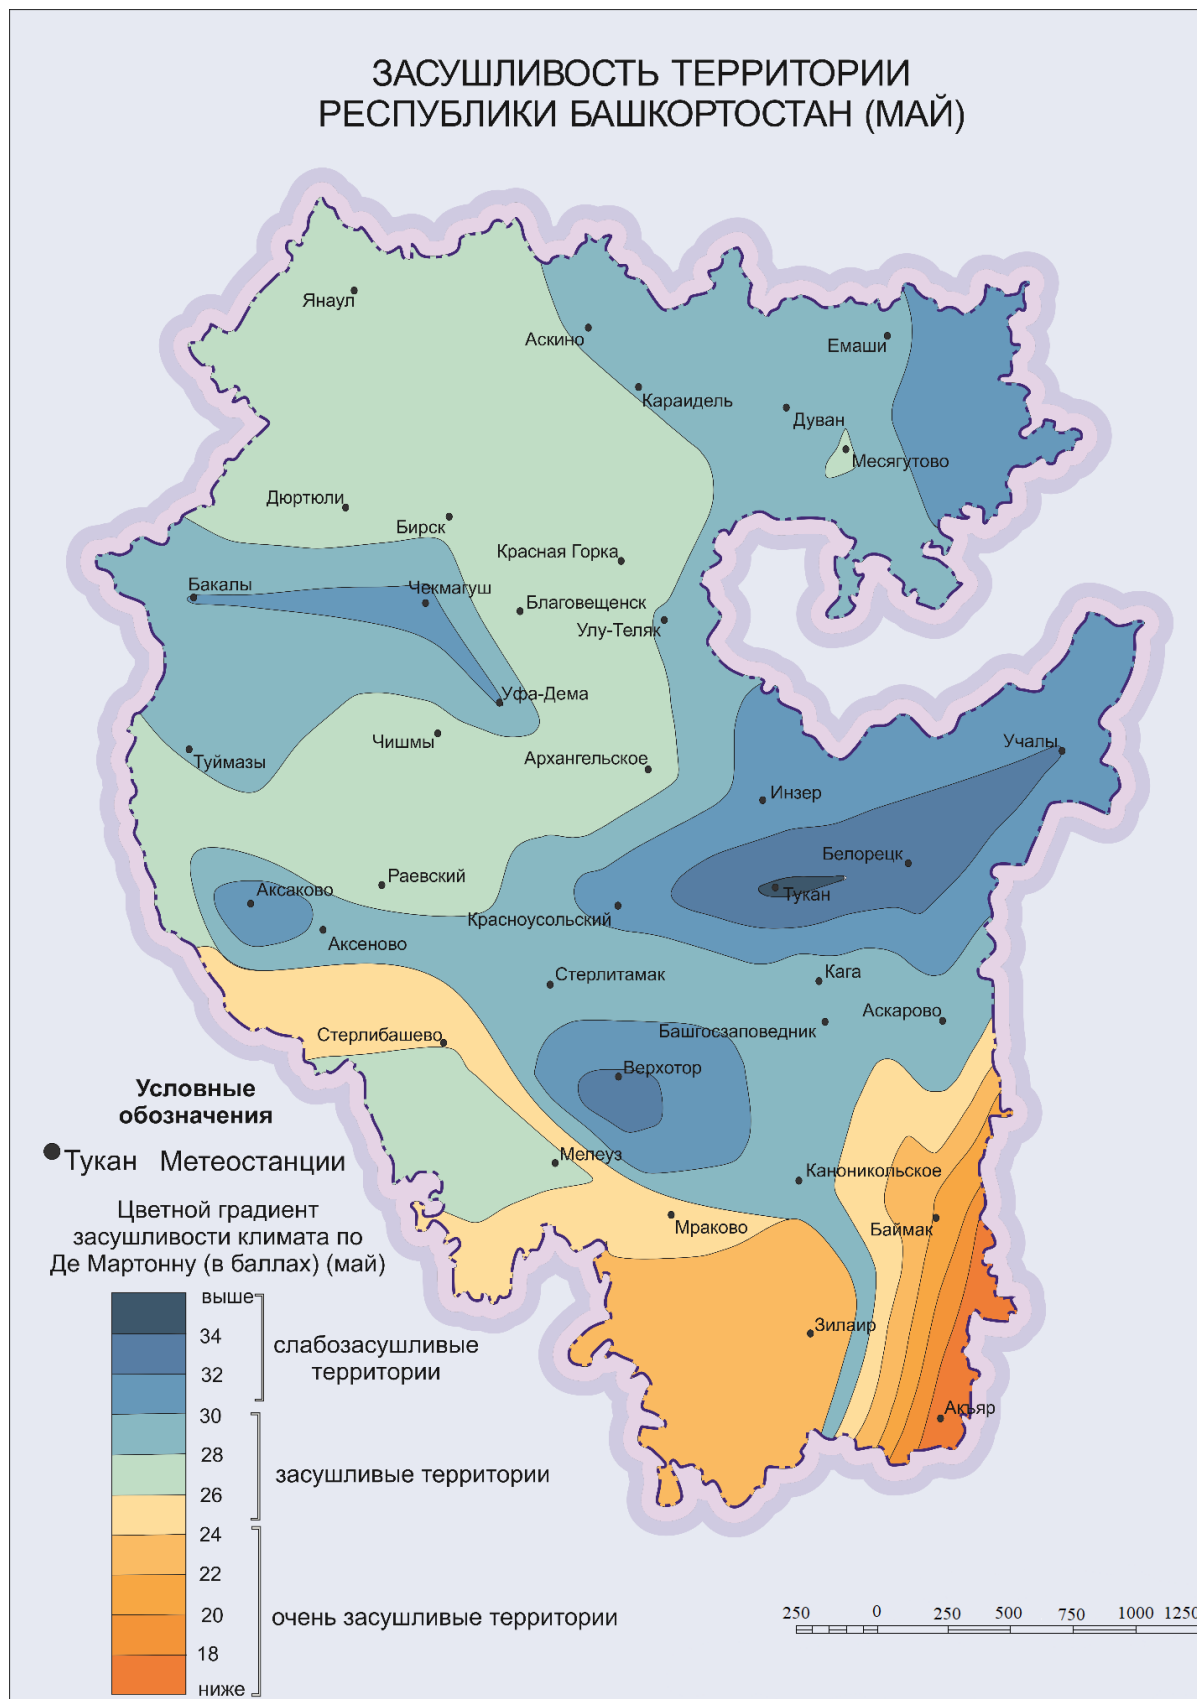 ЗАСУШЛИВОСТЬ ТЕРРИТОРИИ
РЕСПУБЛИКИ БАШКОРТОСТАН (МАЙ)
Янаул
Аскино
Емаши
Караидель
Дуван
Месягутово
Дюртюли
Бирск
Красная Горка
Бакалы
Чекмагуш
Благовещенск
Улу-Теляк
Уфа-Дема
Чишмы
Туймазы
Архангельское
Учалы
Инзер
Белорецк
Раевский
Аксаково
Тукан
Красноусольский
Аксеново
Стерлитамак
Кага
Аскарово
Башгосзаповедник
Стерлибашево
Верхотор
Мелеуз
Каноникольское
Мраково
Баймак
Зилаир
Акъяр
Условные
обозначения
Тукан Метеостанции
Цветной градиент
засушливости климата по
Де Мартонну (в баллах) (май)
выше
34
32
30
28
26
24
22
20
18
ниже
слабозасушливые
территории
засушливые территории
очень засушливые территории
250 0 250 500 750 1000 1250